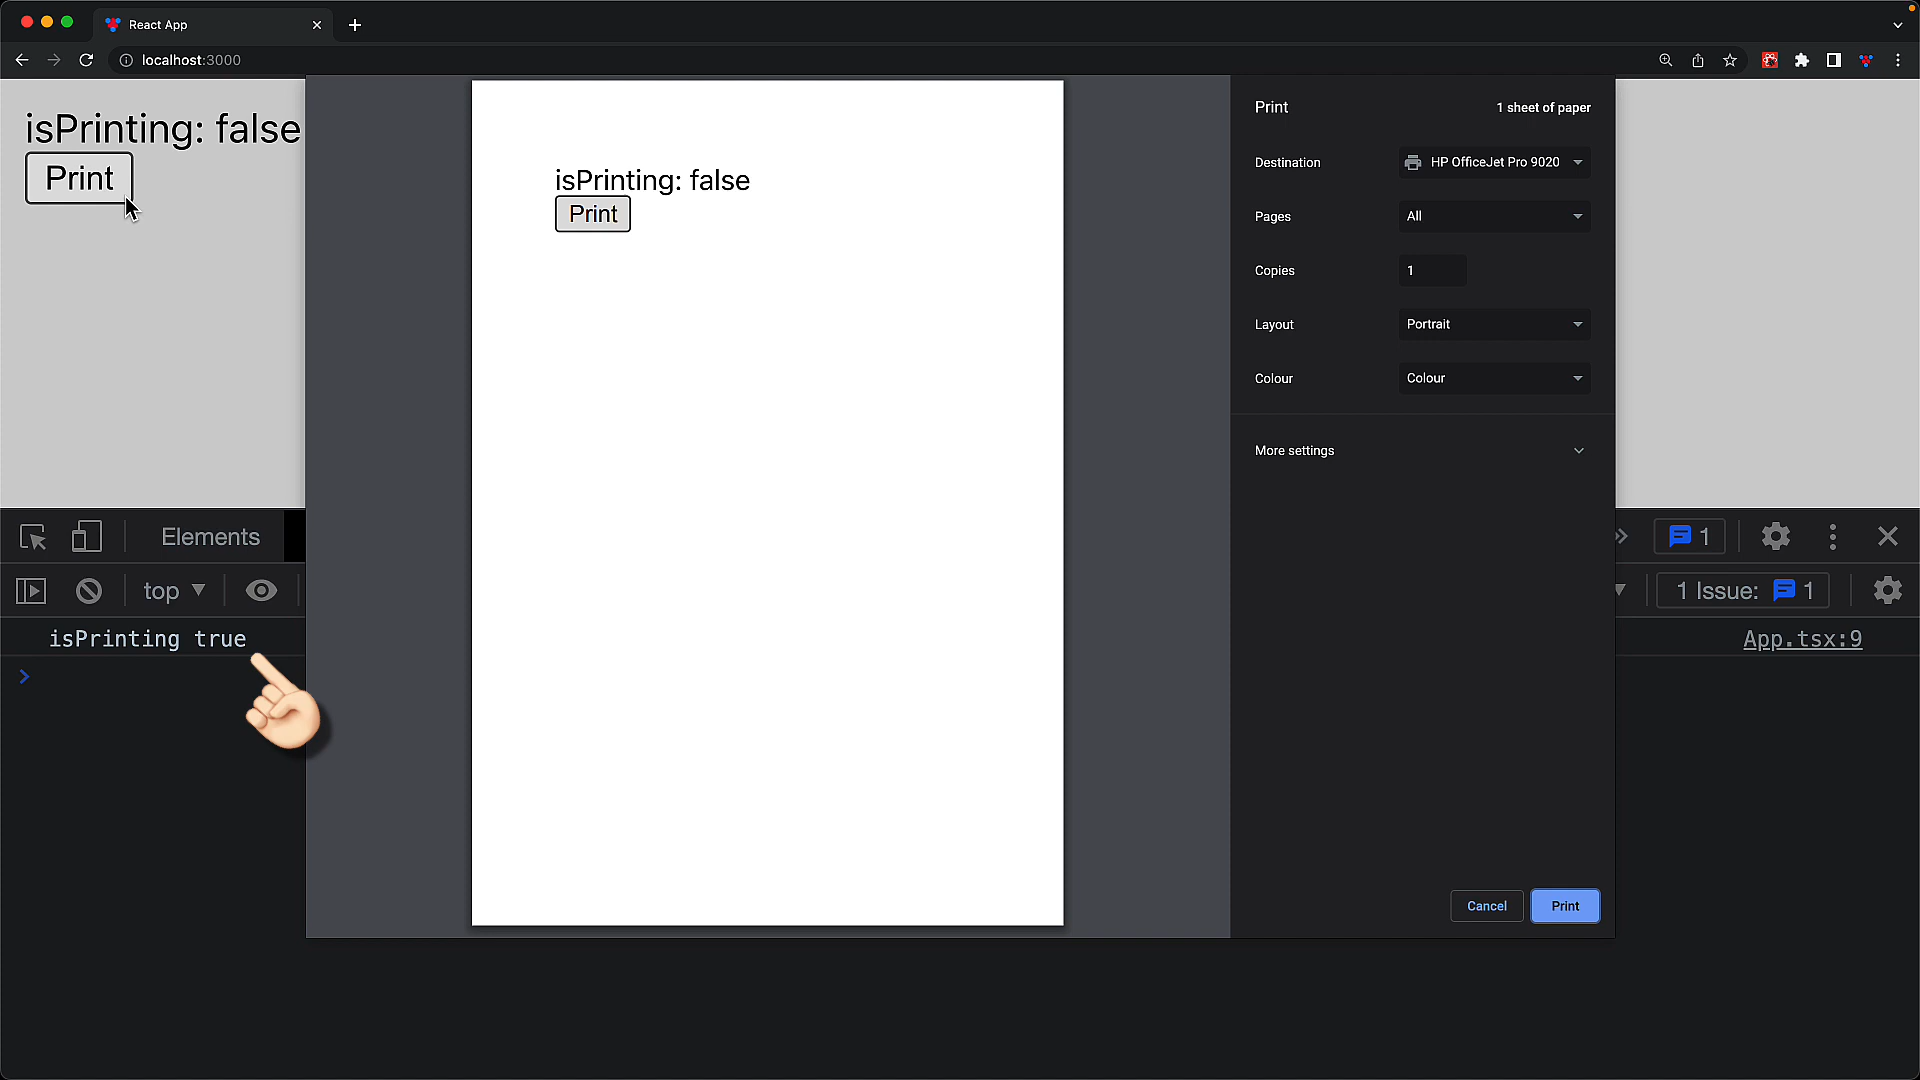 React App
localhost:3000
isPrinting: false
Print
isPrinting: false
Print
Print
1 sheet of paper
Destination
HP OfficeJet Pro 9020
Pages
All
Copies
1
Layout
Portrait
Colour
Colour
More settings
Cancel
Print
Elements
1
top
1 Issue:
1
isPrinting true
App.tsx:9